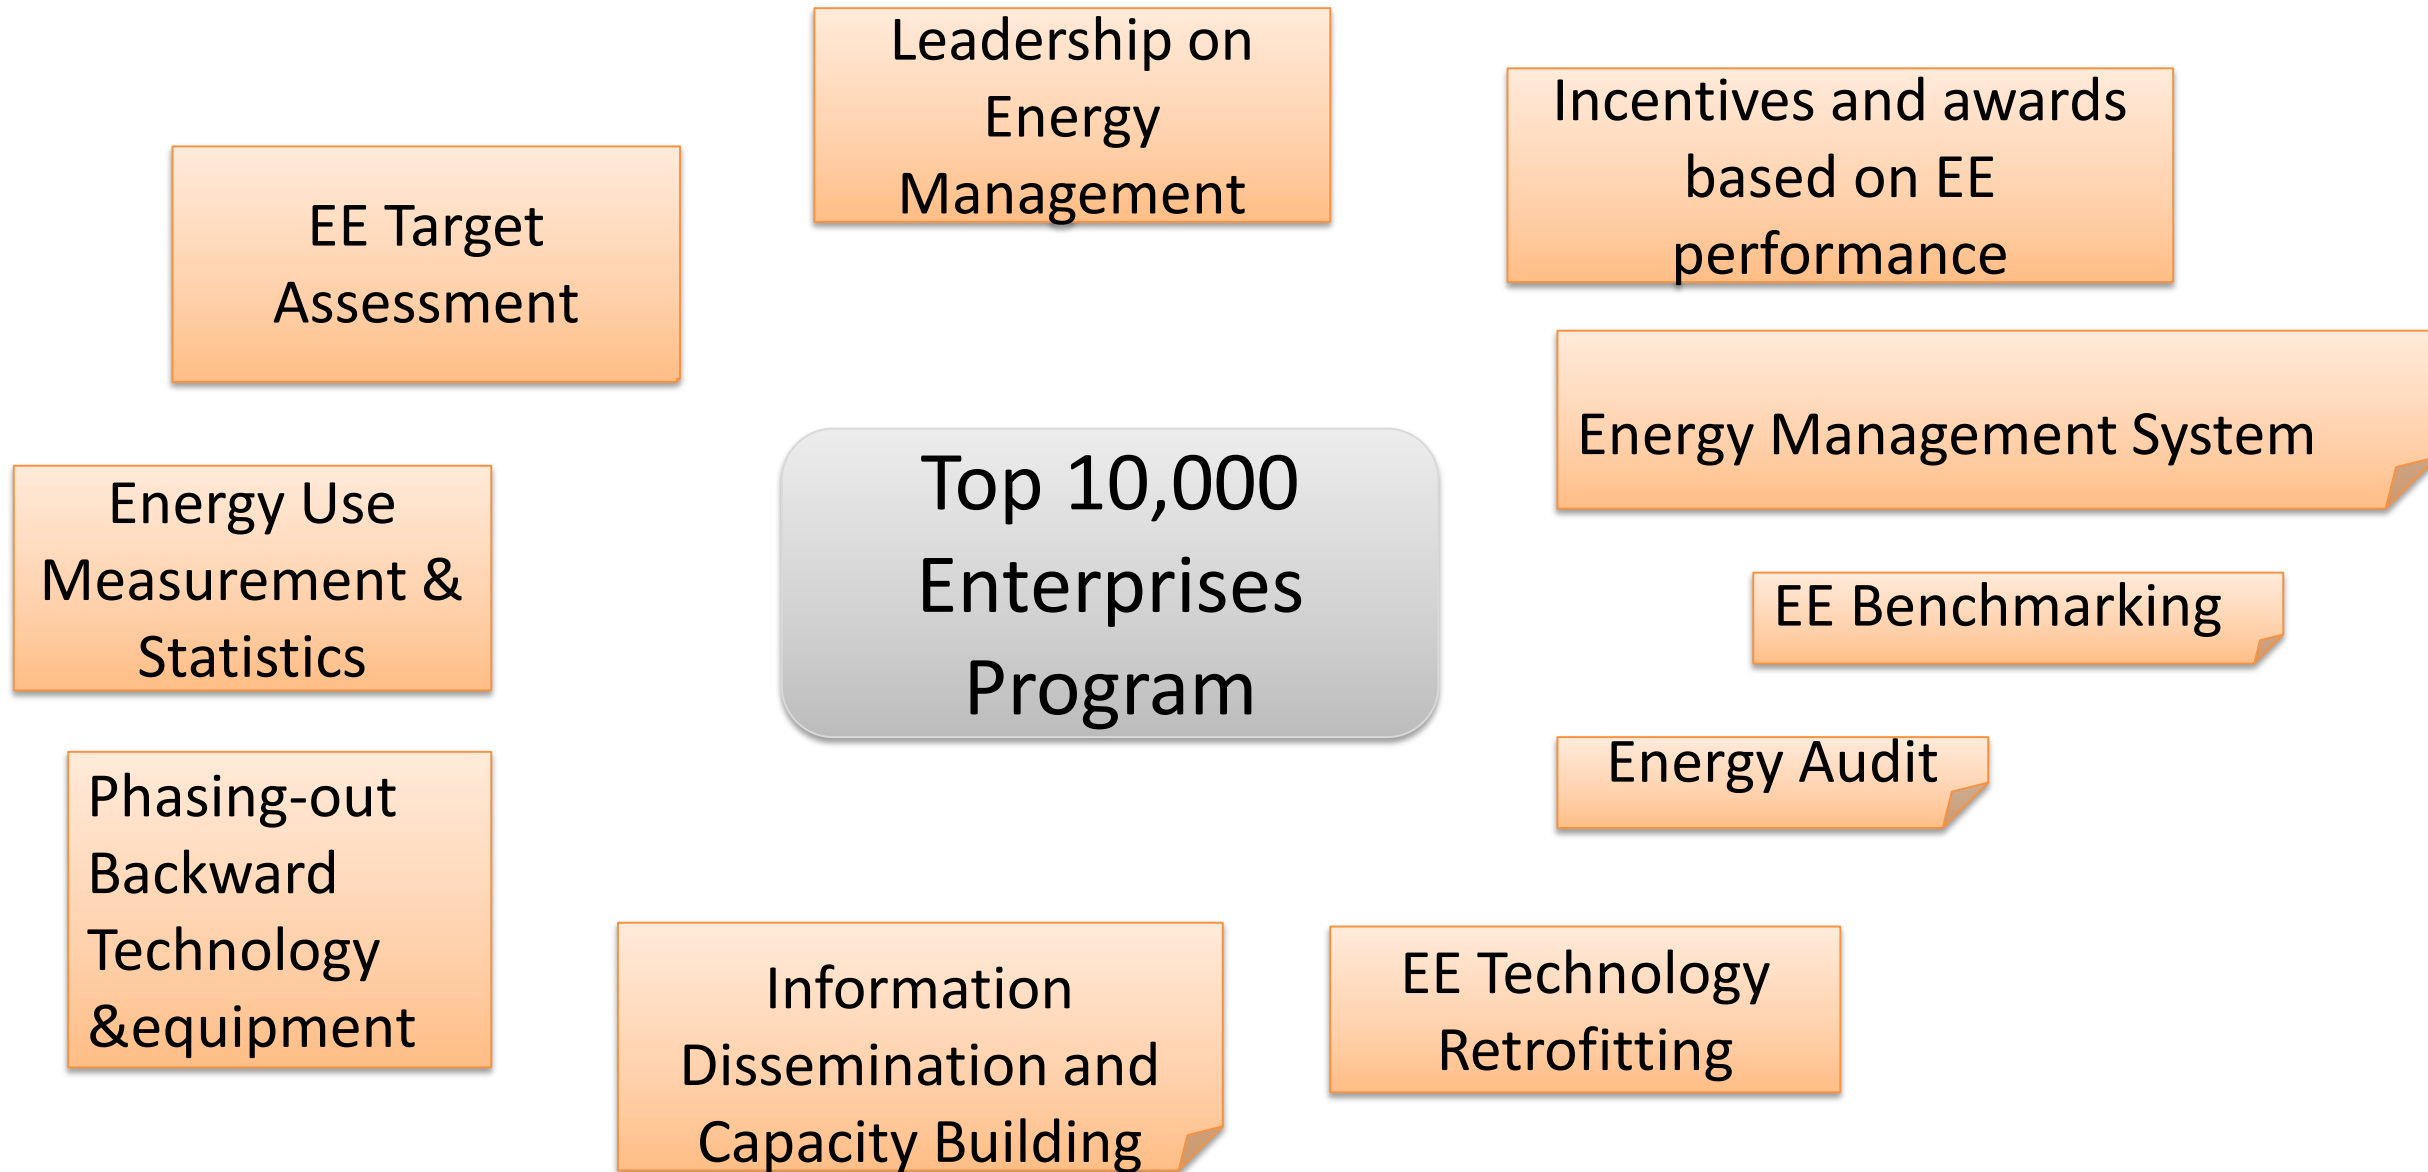 Leadership on
Energy
Management
Incentives and awards
based on EE
performance
EE Target
Assessment
Energy Management System
Top 10,000
Enterprises
Program
Energy Use
Measurement &
Statistics
EE Benchmarking
Energy Audit
Phasing-out
Backward
Technology
&equipment
Information
Dissemination and
Capacity Building
EE Technology
Retrofitting